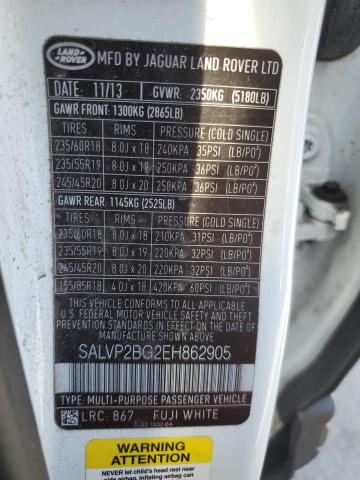 LAND ROVER
MFD BY JAGUAR LAND ROVER LTD
DATE: 11/13 GVWR: 2350KG (5180LB)
GAWR FRONT: 1300KG (2865LB)
TIRES RIMS PRESSURE (COLD SINGLE)
235/60R18 8.0J x 18 240KPA 35PSI (LB/PO²)
235/55R19 8.0J x 19 250KPA 36PSI (LB/PO²)
245/45R20 8.0J x 20 250KPA 36PSI (LB/PO²)
GAWR REAR: 1145KG (2525LB)
TIRES RIMS PRESSURE (COLD SINGLE)
235/60R18 8.0J x 18 210KPA 31PSI (LB/PO²)
235/55R19 8.0J x 19 220KPA 32PSI (LB/PO²)
245/45R20 8.0J x 20 220KPA 32PSI (LB/PO²)
155/85R18 4.0J x 18 420KPA 60PSI (LB/PO²)
THIS VEHICLE CONFORMS TO ALL APPLICABLE
U.S. FEDERAL MOTOR VEHICLE SAFETY AND
THEFT PREVENTION STANDARDS IN EFFECT ON THE
DATE OF MANUFACTURE SHOWN ABOVE
SALVP2BG2EH862905
TYPE: MULTI-PURPOSE PASSENGER VEHICLE
LRC 867 FUJI WHITE
WARNING
ATTENTION
NEVER let child's head rest